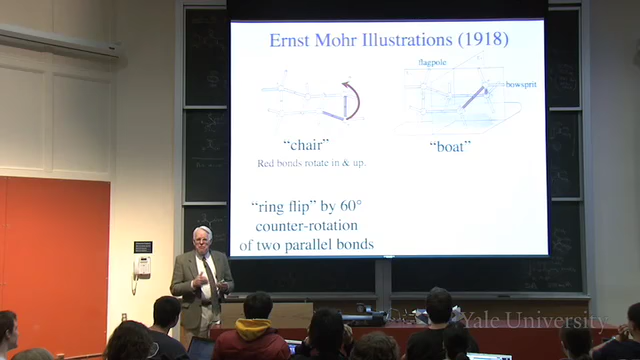 Ernst Mohr Illustrations (1918)
flagpole
bowsprit
“chair”
“boat”
Red bonds rotate in & up.
“ring flip” by 60°
counter-rotation
of two parallel bonds
Yale University